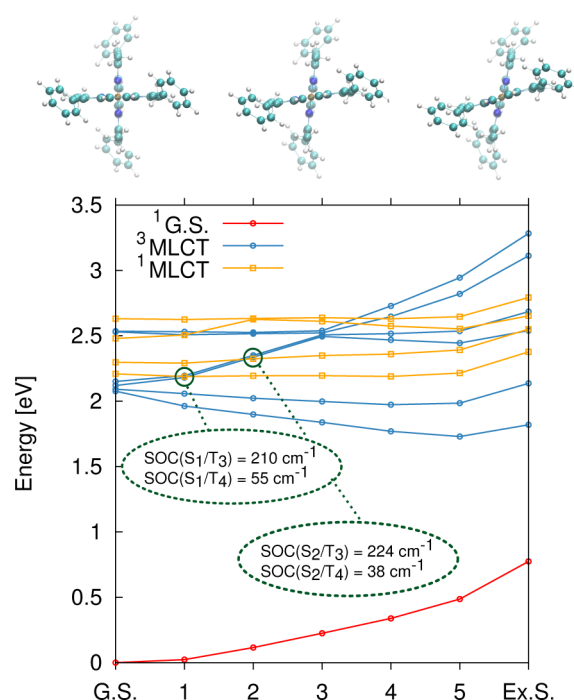 3.5
¹G.S.
³MLCT
¹MLCT
3
2.5
2
1.5
1
0.5
0
Energy [eV]
SOC(S₁/T₃) = 210 cm⁻¹
SOC(S₁/T₄) = 55 cm⁻¹
SOC(S₂/T₃) = 224 cm⁻¹
SOC(S₂/T₄) = 38 cm⁻¹
G.S. 1 2 3 4 5 Ex.S.